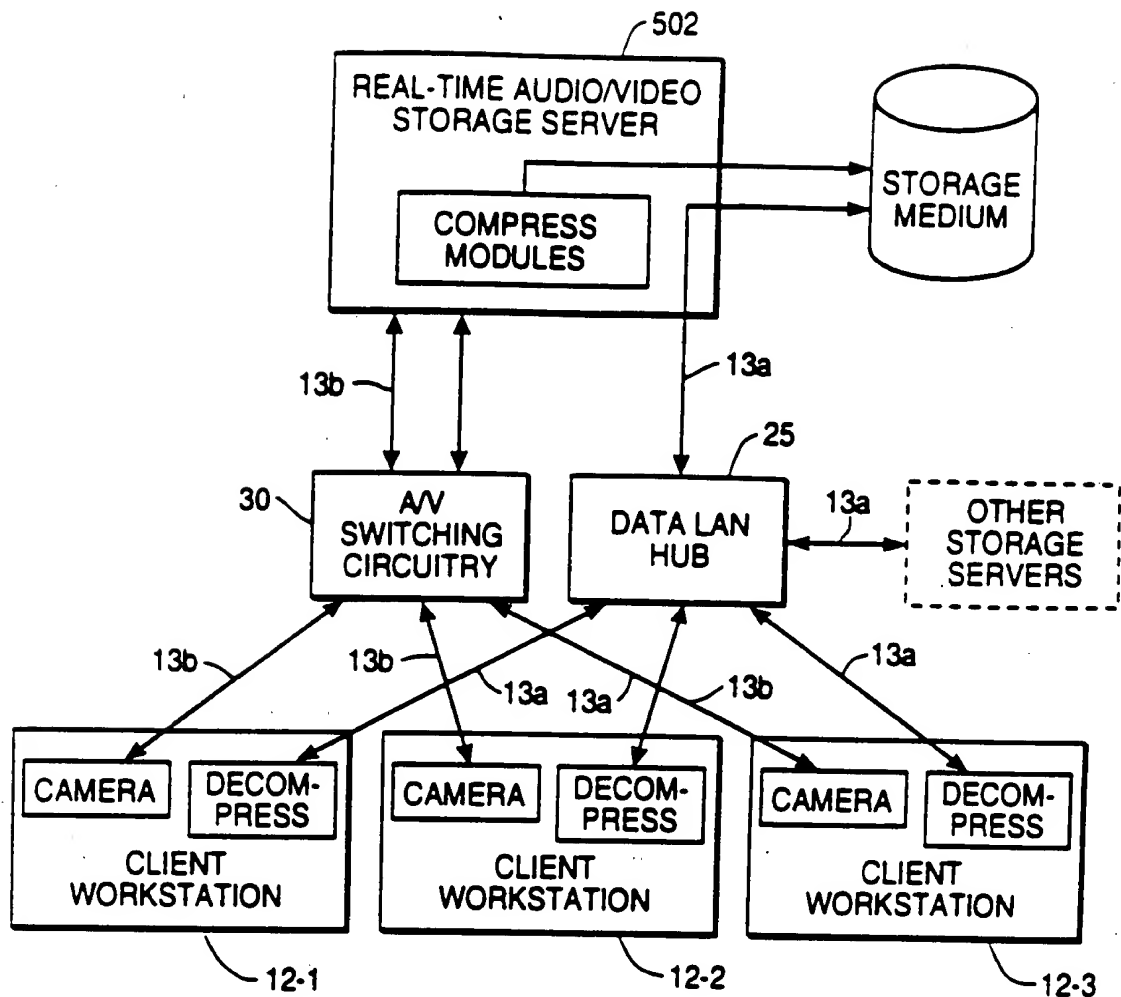 502
REAL-TIME AUDIO/VIDEO
STORAGE SERVER
COMPRESS
MODULES
STORAGE
MEDIUM
13b
13a
25
30
A/V
SWITCHING
CIRCUITRY
DATA LAN
HUB
13a
OTHER
STORAGE
SERVERS
13b
13b
13a
13a
13b
13a
CAMERA
DECOM-
PRESS
CLIENT
WORKSTATION
CAMERA
DECOM-
PRESS
CLIENT
WORKSTATION
CAMERA
DECOM-
PRESS
CLIENT
WORKSTATION
12-1
12-2
12-3